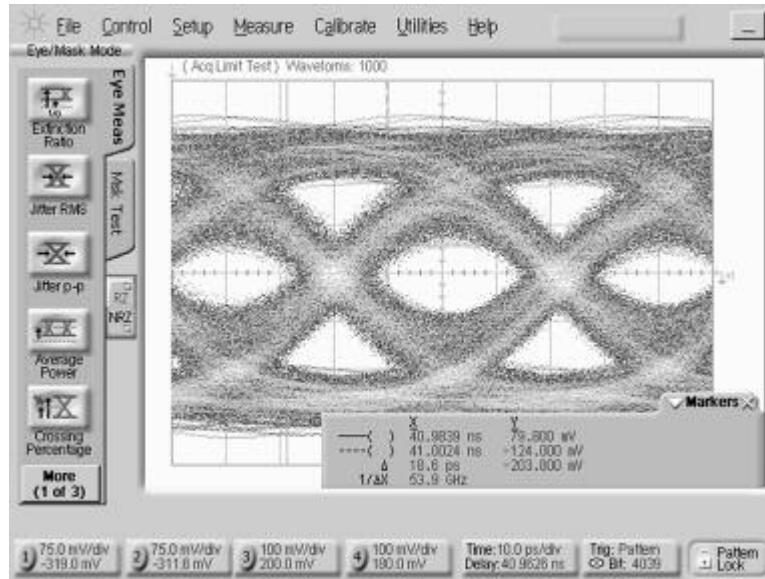 File Control Setup Measure Calibrate Utilities Help
Eye/Mask Mode
(Acq Limit Test) Waveforms: 1000
Eye Meas
Msk Test
Extinction
Ratio
Jitter RMS
Jitter p-p
RZ
NRZ
Average
Power
Crossing
Percentage
More
(1 of 3)
Markers
X Y
40.9839 ns 79.800 mV
41.0024 ns -124.000 mV
Δ 18.6 ps -203.800 mV
1/ΔX 53.9 GHz
1) 75.0 mV/div
-319.0 mV
2) 75.0 mV/div
-311.6 mV
3) 100 mV/div
200.0 mV
4) 100 mV/div
190.0 mV
Time:10.0 ps/div
Delay:40.9626 ns
Trig: Pattern
Bit: 4039
Pattern
Lock